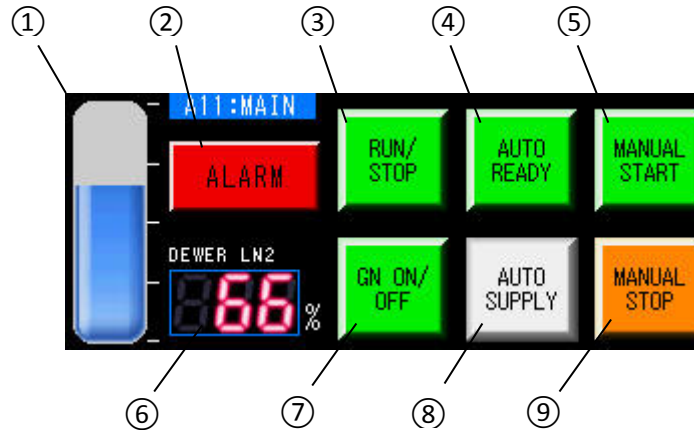 ① ② ③ ④ ⑤
A11:MAIN
ALARM
RUN/
STOP
AUTO
READY
MANUAL
START
DEWER LN2
66 %
GN ON/
OFF
AUTO
SUPPLY
MANUAL
STOP
⑥ ⑦ ⑧ ⑨